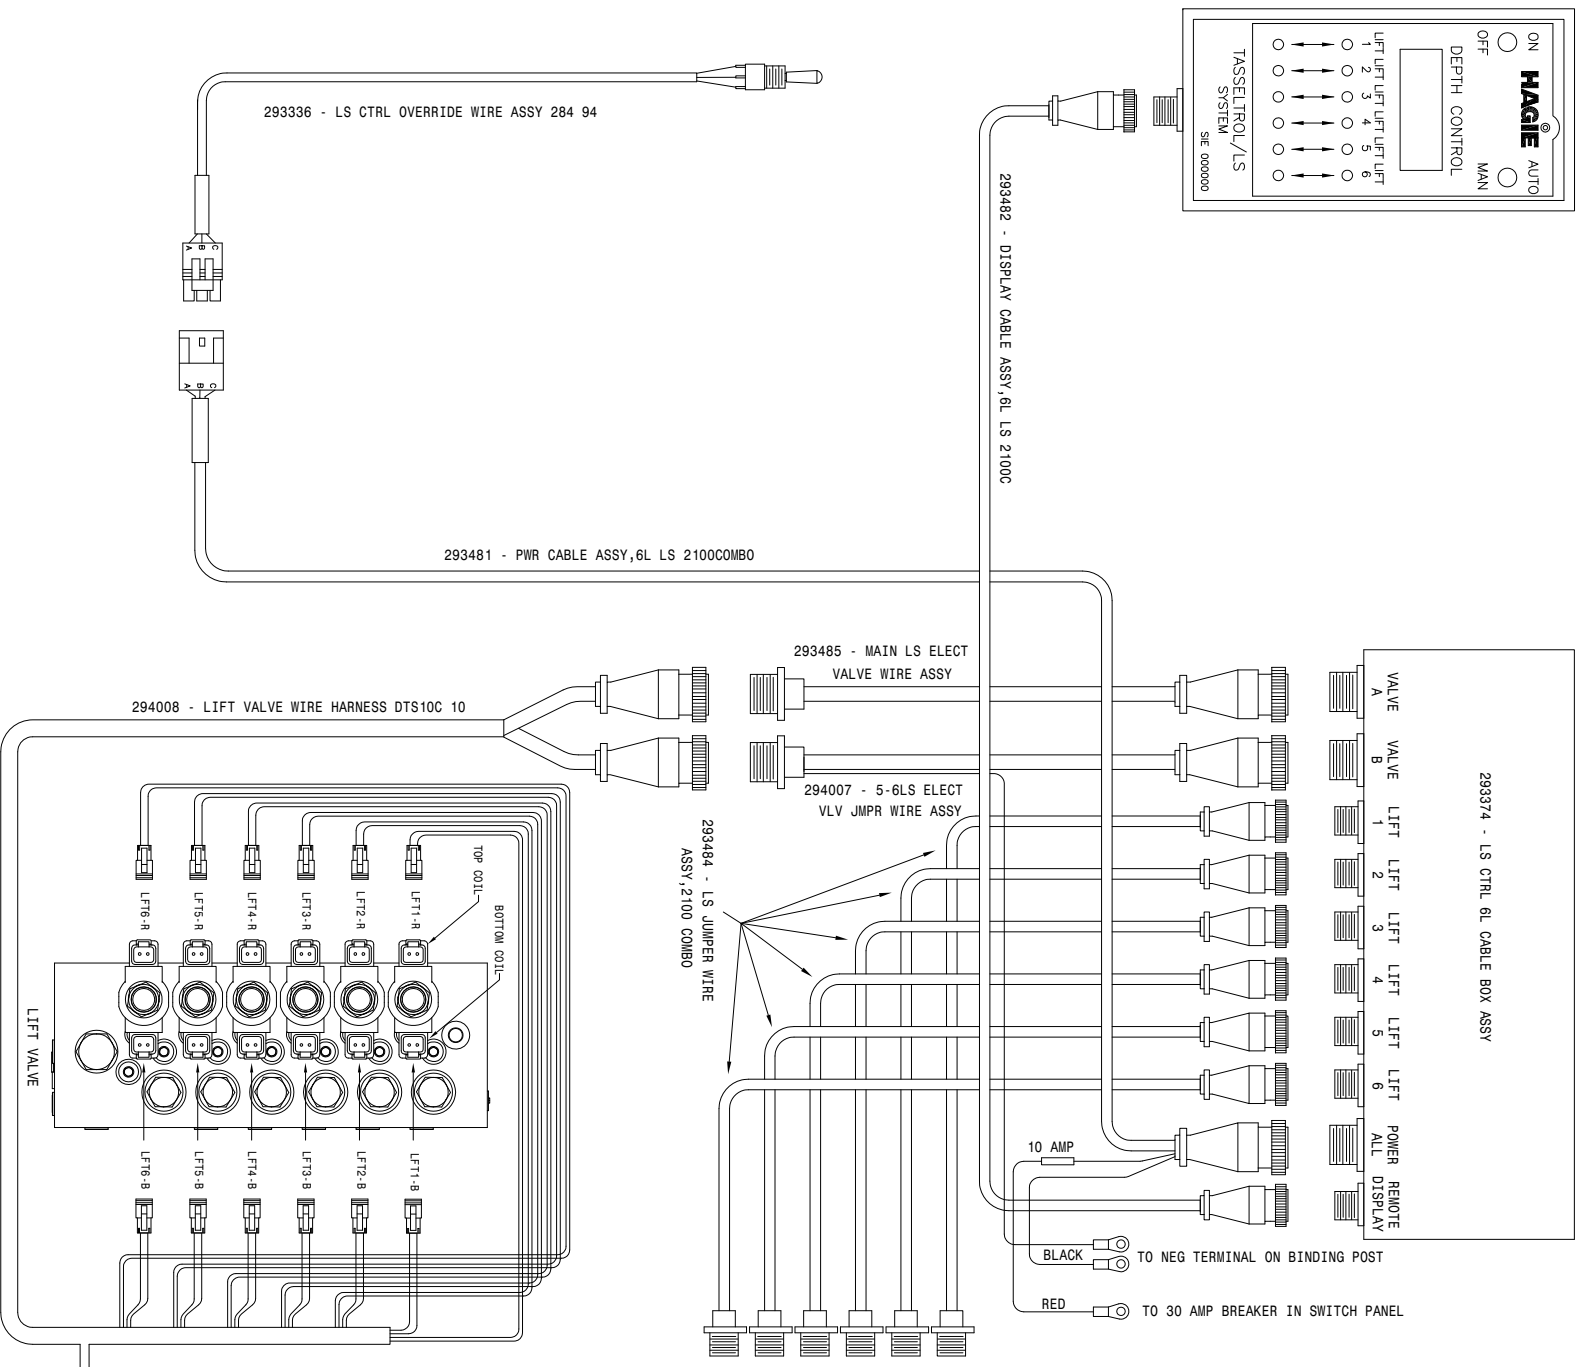 293336 - LS CTRL OVERRIDE WIRE ASSY 284 94
A B C
A B C
293481 - PWR CABLE ASSY,6L LS 2100COMBO
293482 - DISPLAY CABLE ASSY,6L LS 2100C
ON
OFF
HAGIE
AUTO
MAN
DEPTH CONTROL
LIFT LIFT LIFT LIFT LIFT LIFT
1 2 3 4 5 6
TASSELTROL/LS
SYSTEM
S/E 000000
293485 - MAIN LS ELECT
VALVE WIRE ASSY
294007 - 5-6LS ELECT
VLV JMPR WIRE ASSY
294008 - LIFT VALVE WIRE HARNESS DTS10C 10
293484 - LS JUMPER WIRE
ASSY,2100 COMBO
293374 - LS CTRL 6L CABLE BOX ASSY
VALVE
A
VALVE
B
LIFT
1
LIFT
2
LIFT
3
LIFT
4
LIFT
5
LIFT
6
POWER
ALL
REMOTE
DISPLAY
10 AMP
BLACK
TO NEG TERMINAL ON BINDING POST
RED
TO 30 AMP BREAKER IN SWITCH PANEL
TOP COIL
BOTTOM COIL
LFT6-R
LFT5-R
LFT4-R
LFT3-R
LFT2-R
LFT1-R
LFT6-B
LFT5-B
LFT4-B
LFT3-B
LFT2-B
LFT1-B
LIFT VALVE